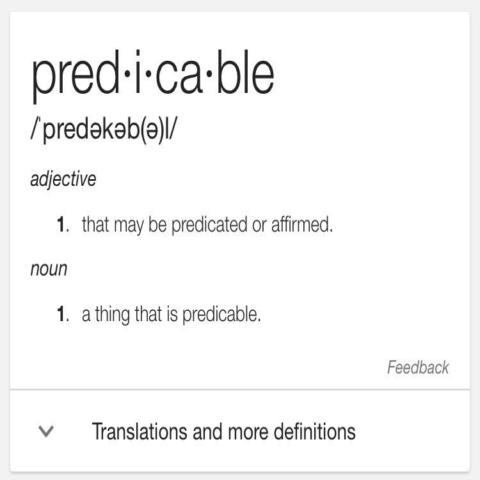 pred·i·ca·ble
/ˈpredəkəb(ə)l/
adjective
1. that may be predicated or affirmed.
noun
1. a thing that is predicable.
Feedback
Translations and more definitions